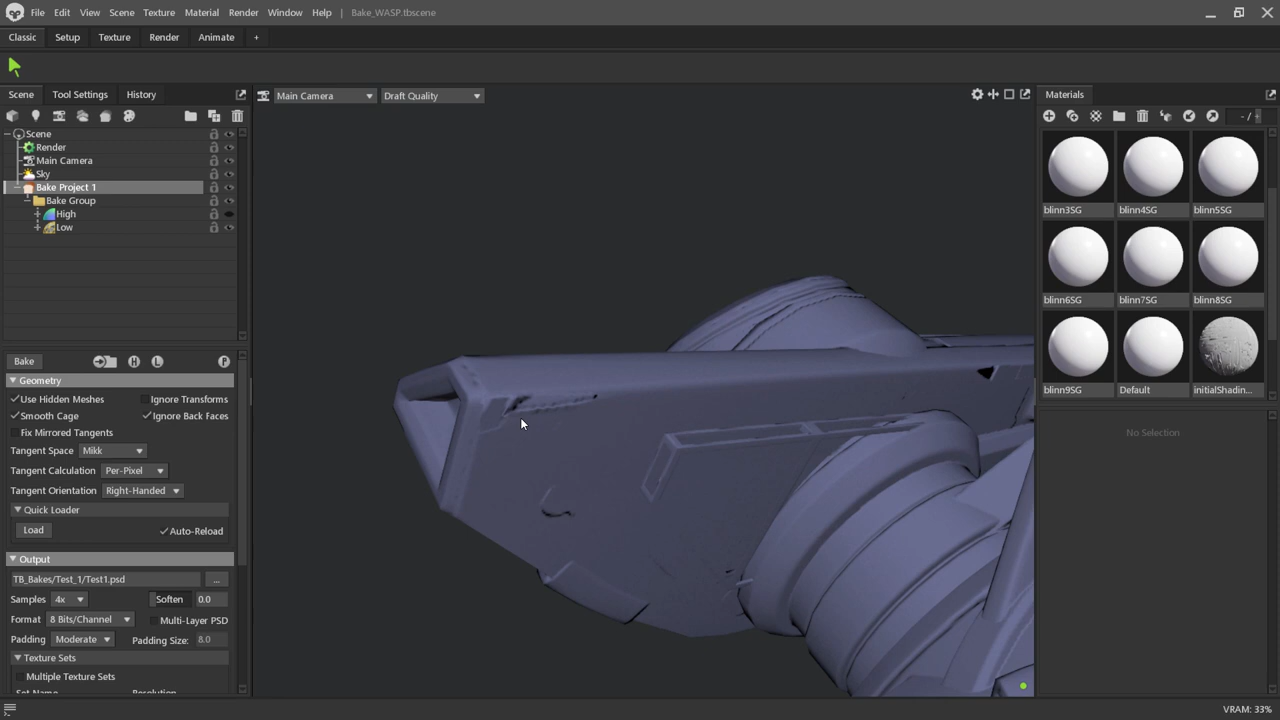 File Edit View Scene Texture Material Render Window Help Bake_WASP.tbscene
Classic Setup Texture Render Animate +
Scene Tool Settings History
Main Camera Draft Quality
Materials
- /
Scene
Render
Main Camera
Sky
Bake Project 1
Bake Group
High
Low
blinn3SG blinn4SG blinn5SG
blinn6SG blinn7SG blinn8SG
blinn9SG Default initialShadin...
No Selection
Bake H L P
Geometry
Use Hidden Meshes Ignore Transforms
Smooth Cage Ignore Back Faces
Fix Mirrored Tangents
Tangent Space Mikk
Tangent Calculation Per-Pixel
Tangent Orientation Right-Handed
Quick Loader
Load Auto-Reload
Output
TB_Bakes/Test_1/Test1.psd ...
Samples 4x Soften 0.0
Format 8 Bits/Channel Multi-Layer PSD
Padding Moderate Padding Size: 8.0
Texture Sets
Multiple Texture Sets
Set Name Resolution
VRAM: 33%